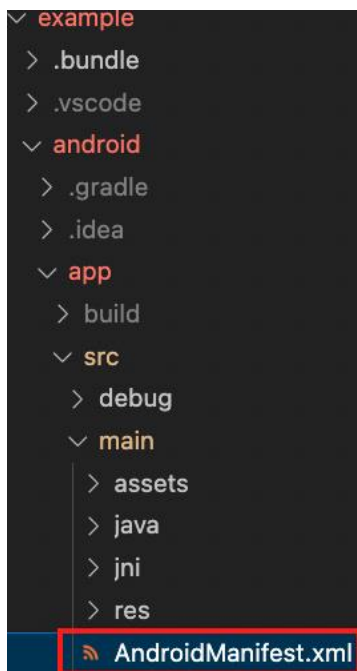 example
.bundle
.vscode
android
.gradle
.idea
app
build
src
debug
main
assets
java
jni
res
AndroidManifest.xml